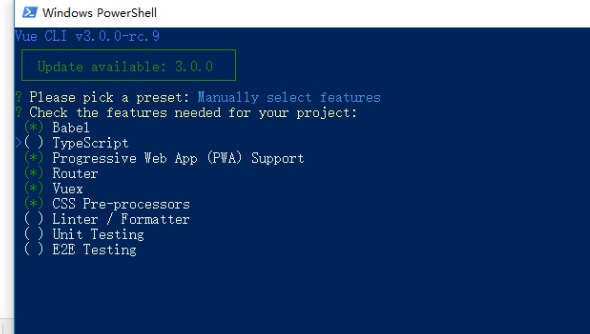 Windows PowerShell
Vue CLI v3.0.0-rc.9
Update available: 3.0.0
? Please pick a preset: Manually select features
? Check the features needed for your project:
(*) Babel
>( ) TypeScript
(*) Progressive Web App (PWA) Support
(*) Router
(*) Vuex
(*) CSS Pre-processors
( ) Linter / Formatter
( ) Unit Testing
( ) E2E Testing